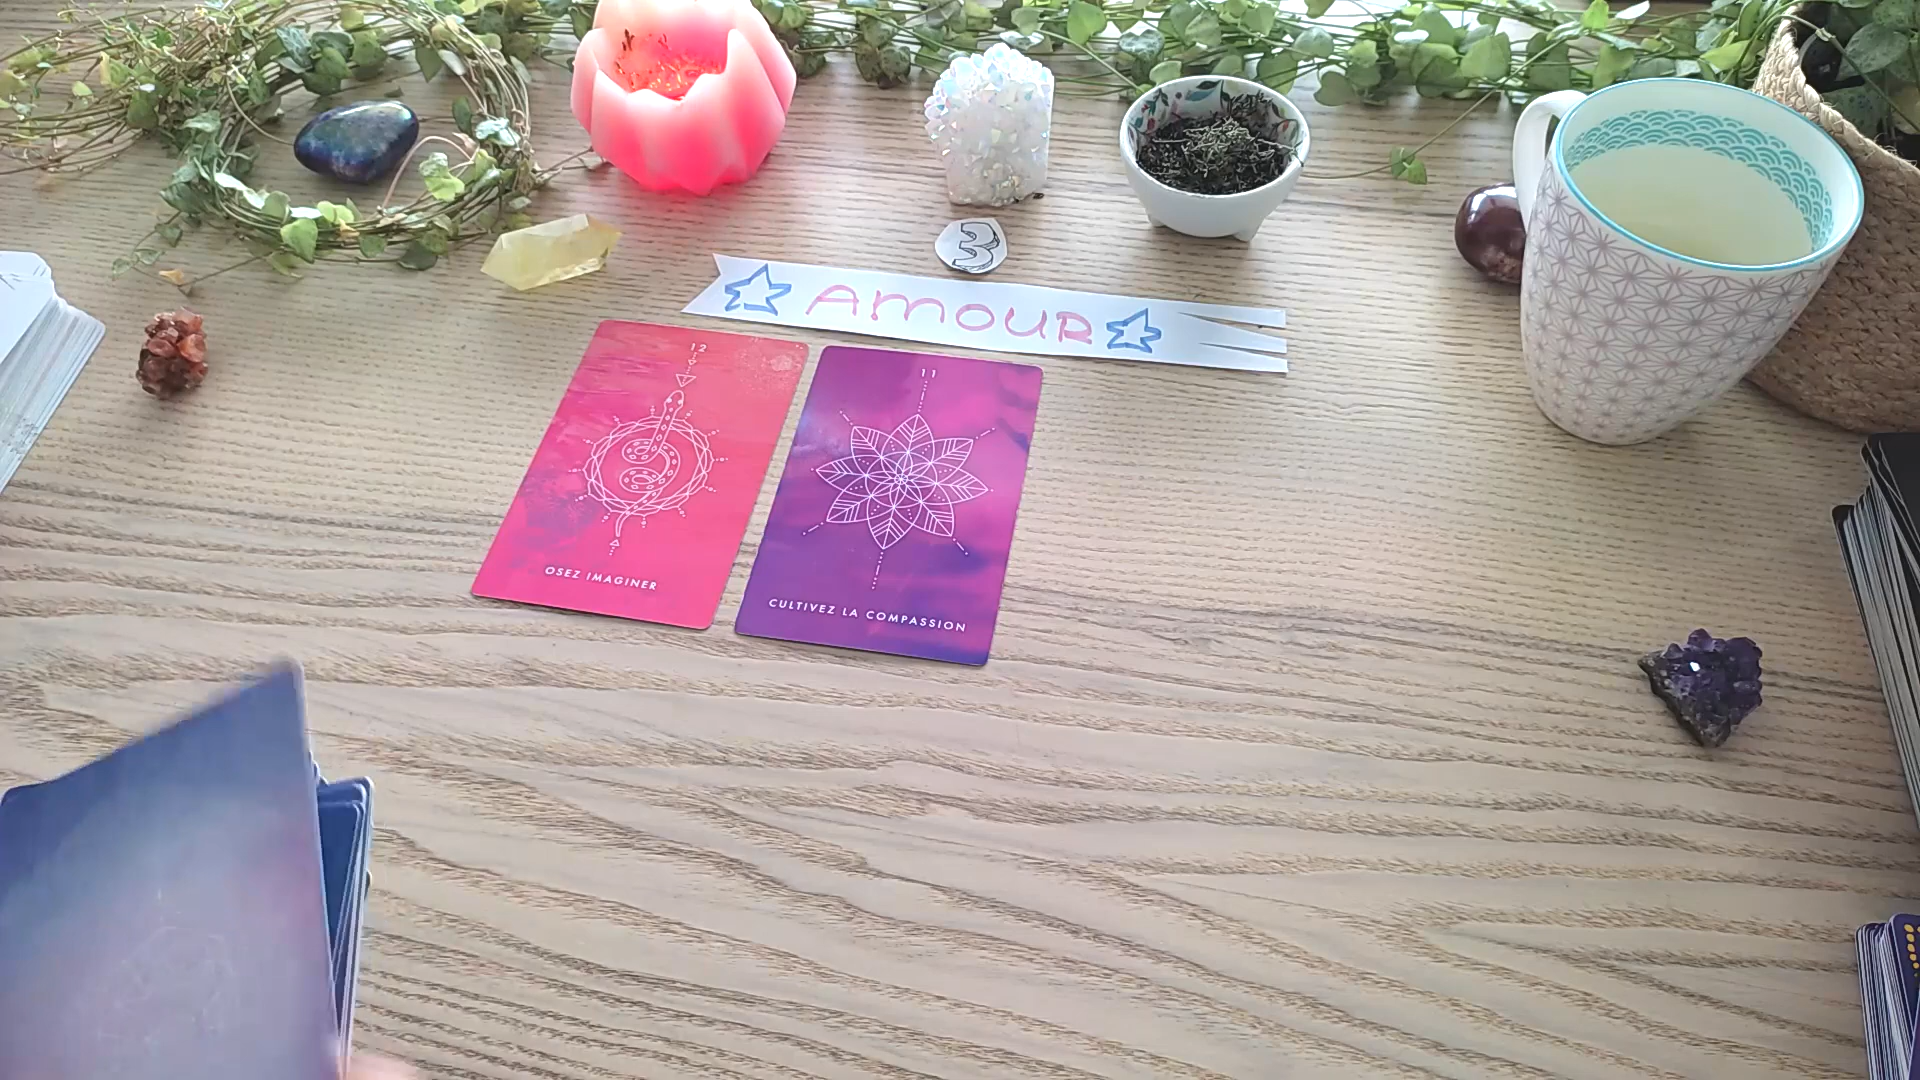 3
AMOUR
12
OSEZ IMAGINER
11
CULTIVEZ LA COMPASSION